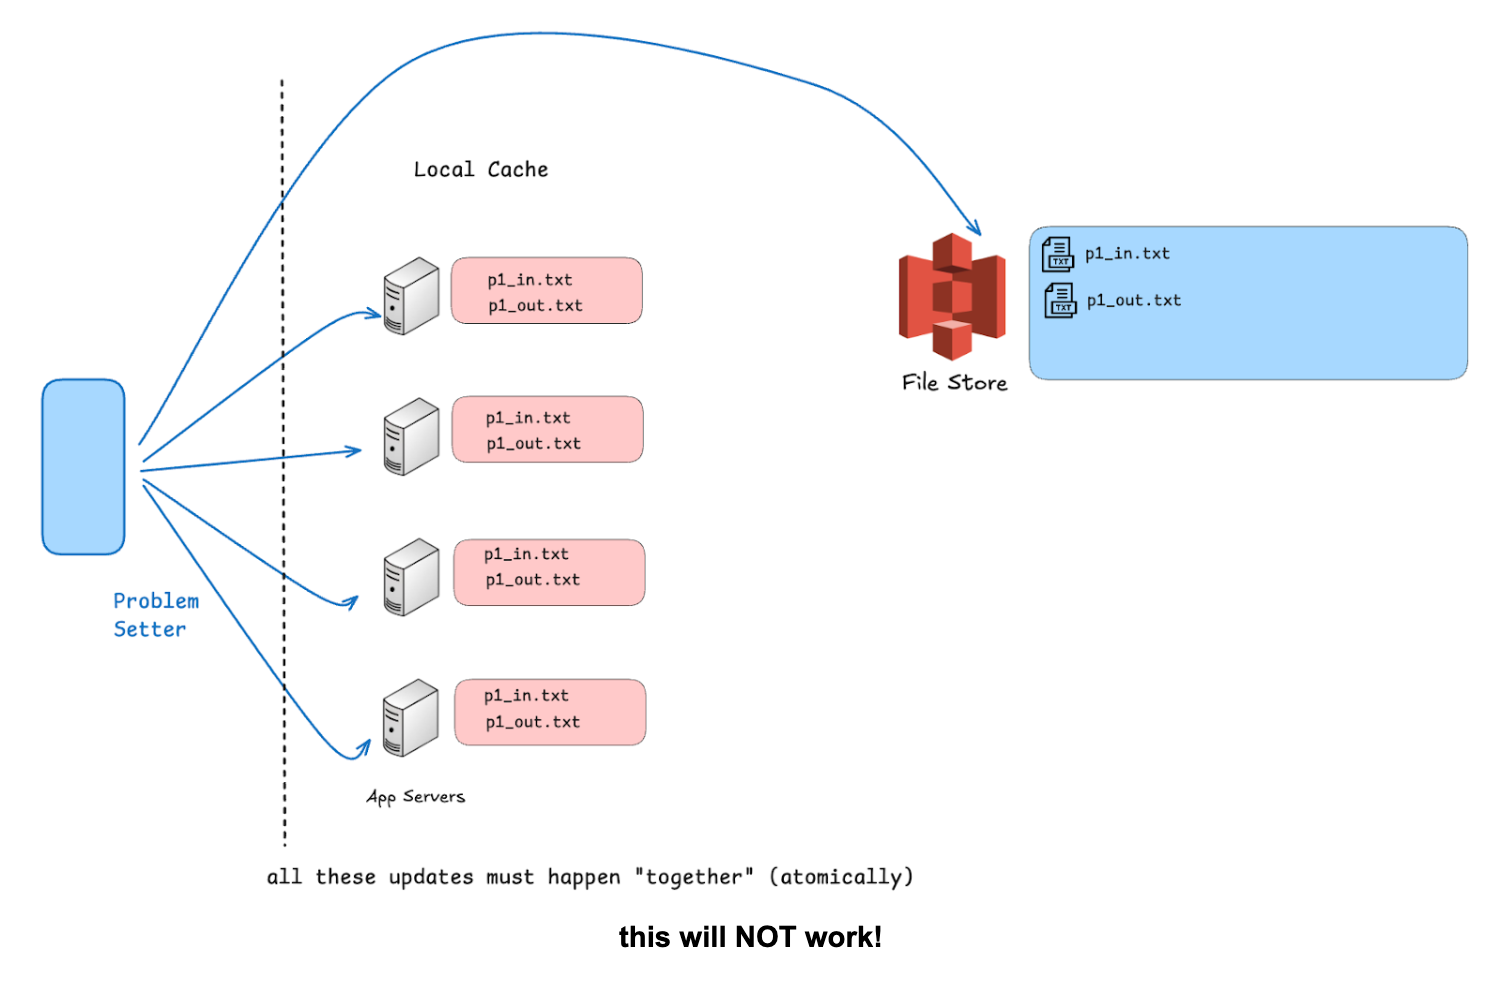 Local Cache
p1_in.txt
p1_out.txt
p1_in.txt
p1_out.txt
p1_in.txt
p1_out.txt
p1_in.txt
p1_out.txt
App Servers
Problem
Setter
TXT
p1_in.txt
TXT
p1_out.txt
File Store
all these updates must happen "together" (atomically)
this will NOT work!